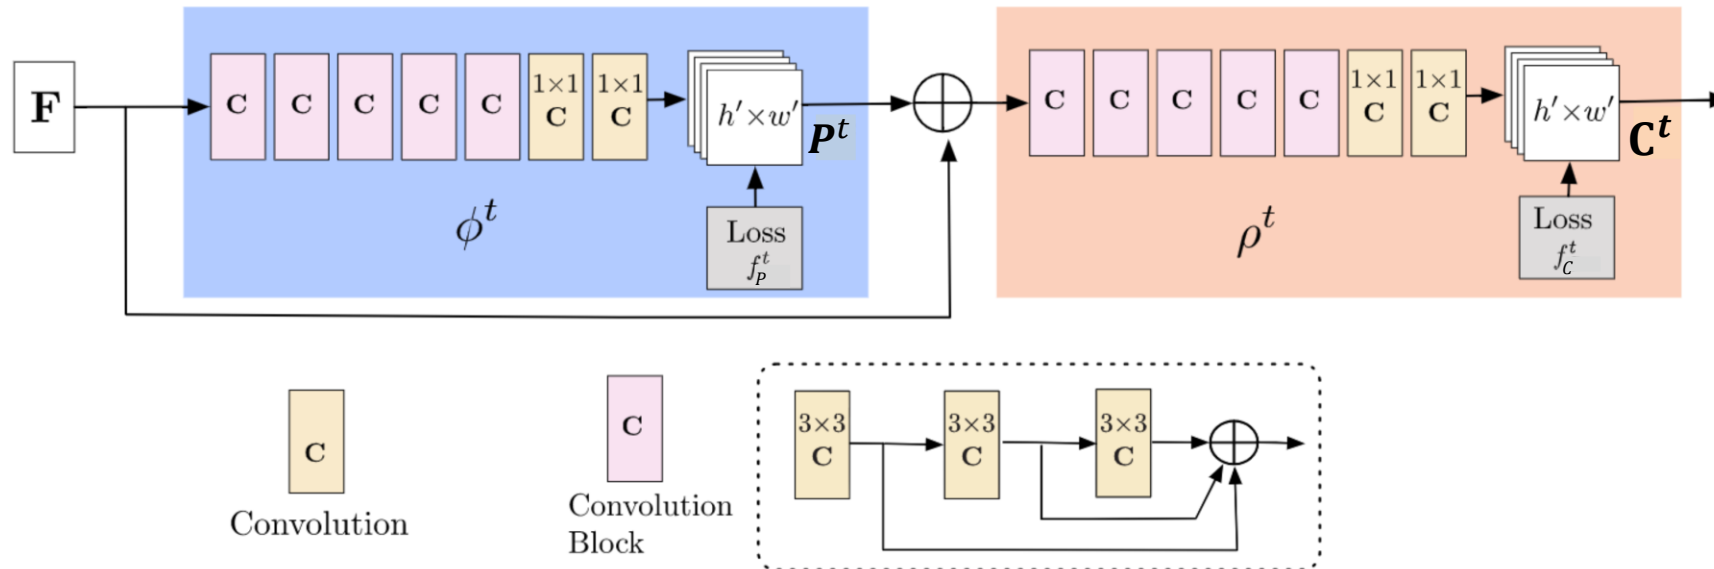 F
C C C C C 1×1 C 1×1 C
h′×w′
P^t
Loss
f_P^t
ϕ^t
C C C C C 1×1 C 1×1 C
h′×w′
C^t
Loss
f_C^t
ρ^t
C
Convolution
C
Convolution
Block
3×3 C 3×3 C 3×3 C